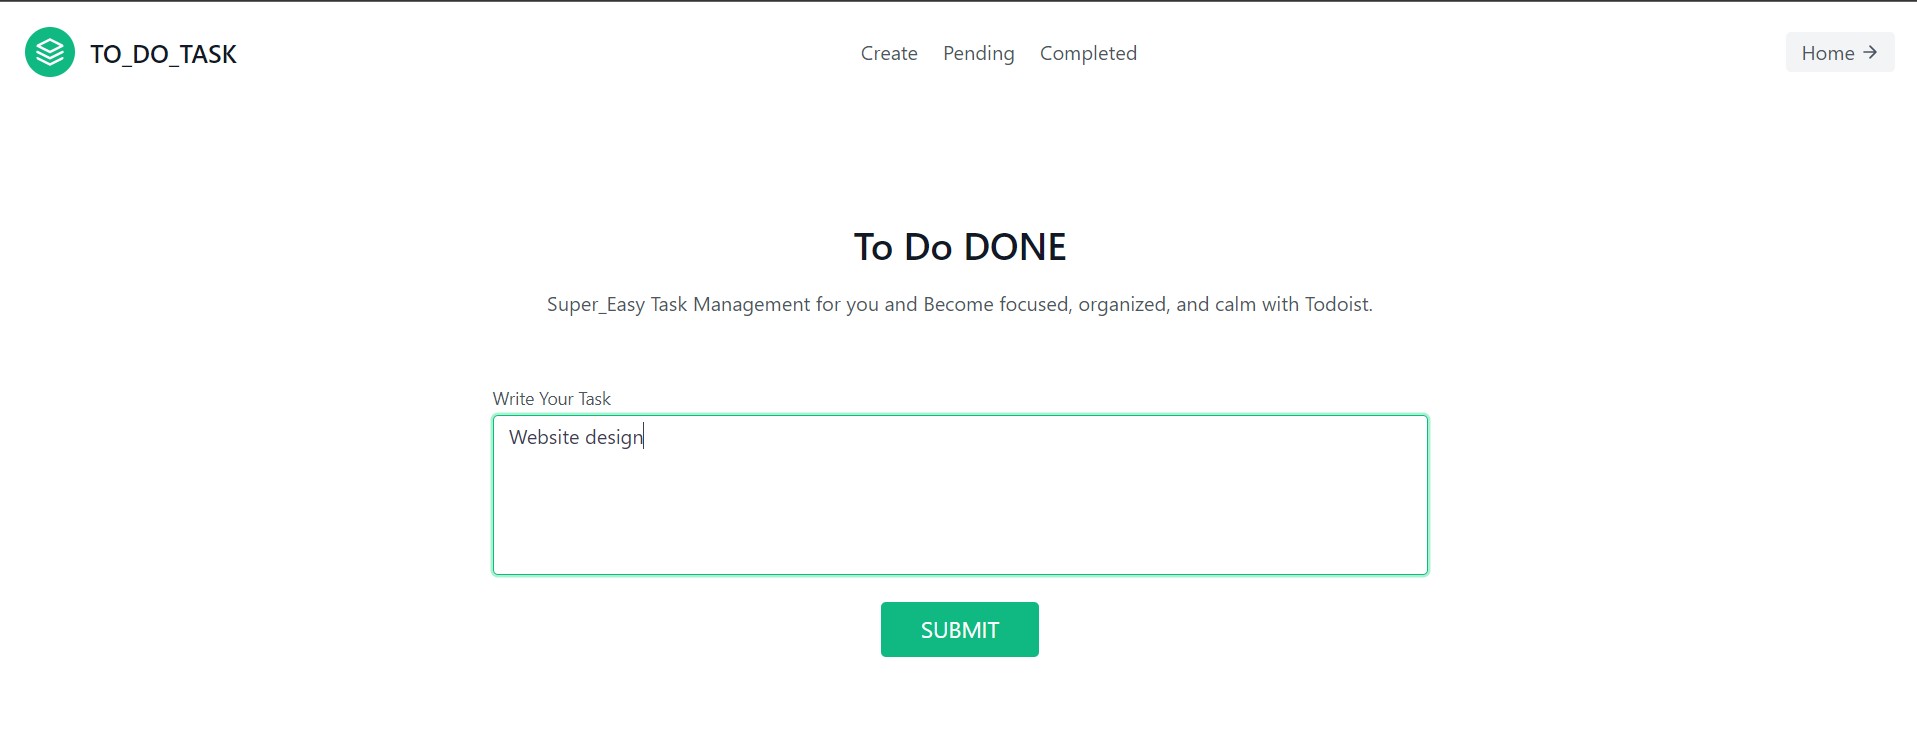 TO_DO_TASK
Create Pending Completed
Home →
To Do DONE
Super_Easy Task Management for you and Become focused, organized, and calm with Todoist.
Write Your Task
Website design
SUBMIT